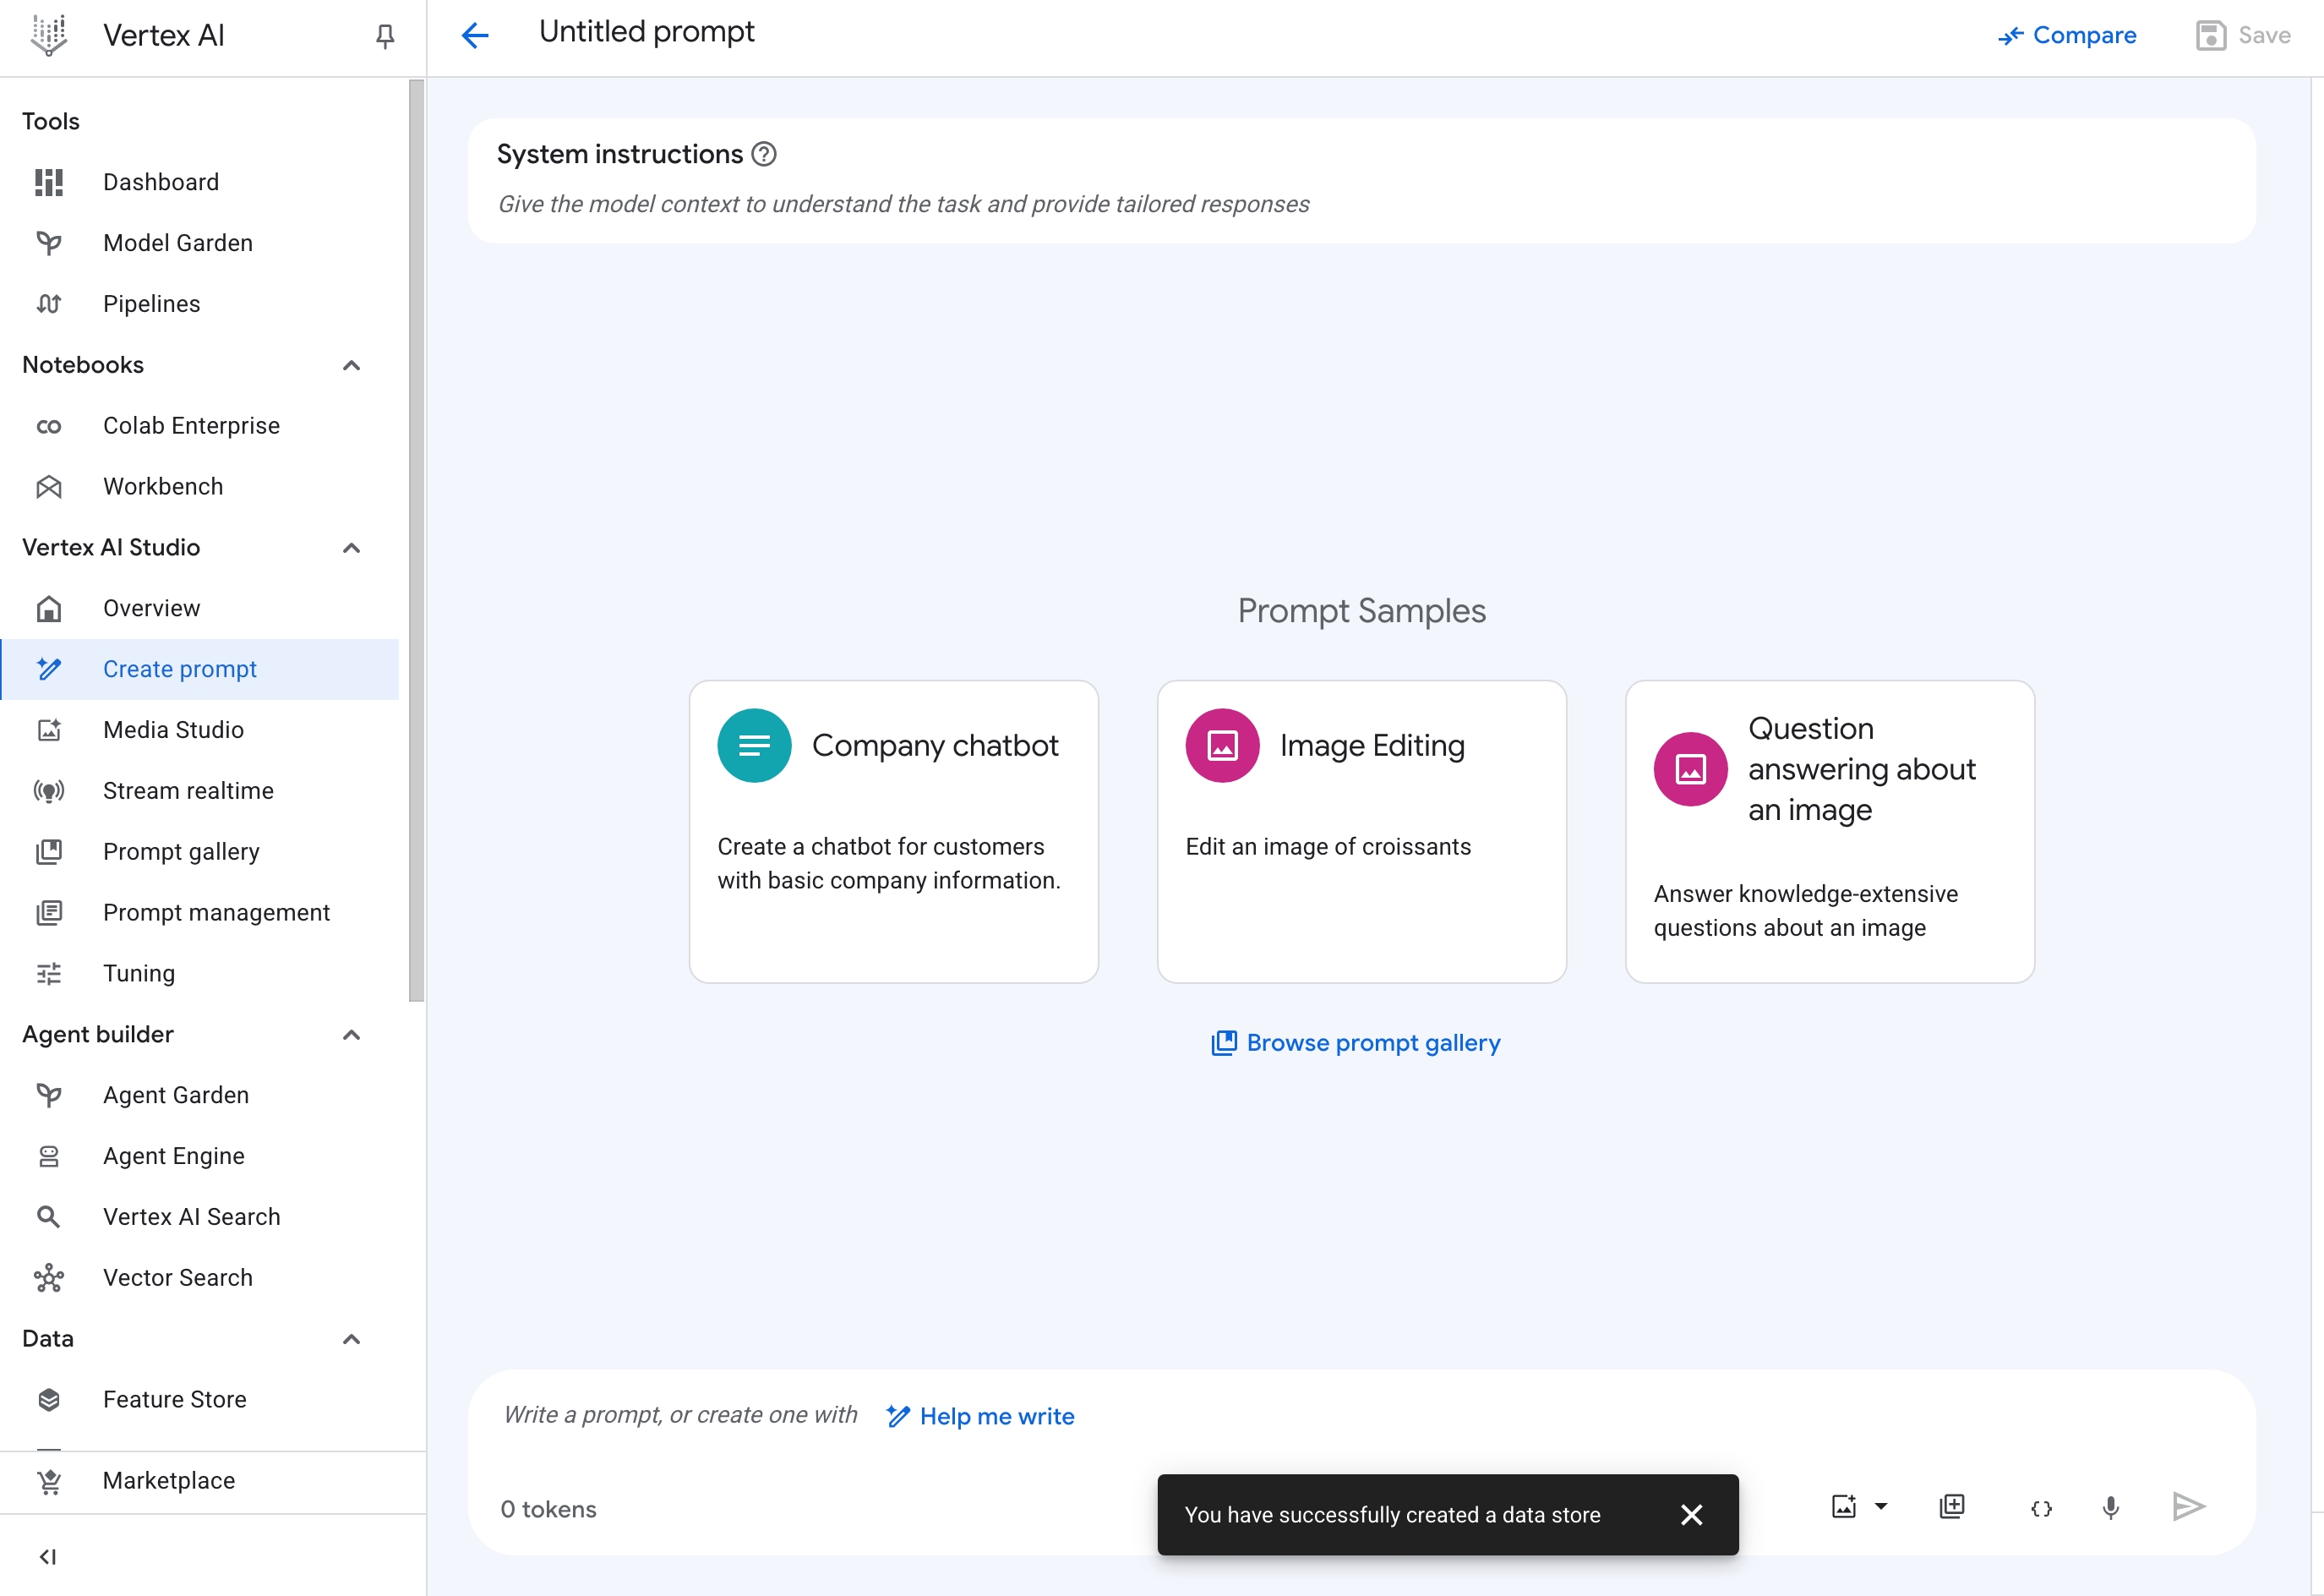 Vertex AI
Untitled prompt
Compare
Save
Tools
Dashboard
Model Garden
Pipelines
Notebooks
Colab Enterprise
Workbench
Vertex AI Studio
Overview
Create prompt
Media Studio
Stream realtime
Prompt gallery
Prompt management
Tuning
Agent builder
Agent Garden
Agent Engine
Vertex AI Search
Vector Search
Data
Feature Store
Marketplace
System instructions
Give the model context to understand the task and provide tailored responses
Prompt Samples
Company chatbot
Create a chatbot for customers
with basic company information.
Image Editing
Edit an image of croissants
Question
answering about
an image
Answer knowledge-extensive
questions about an image
Browse prompt gallery
Write a prompt, or create one with Help me write
0 tokens
You have successfully created a data store